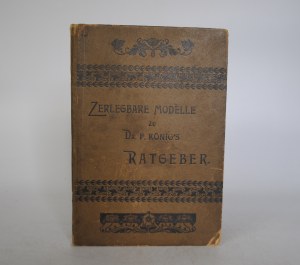 ZERLEGBARE MODELLE
ZU
DR. F. KÖNIG'S
RATGEBER.